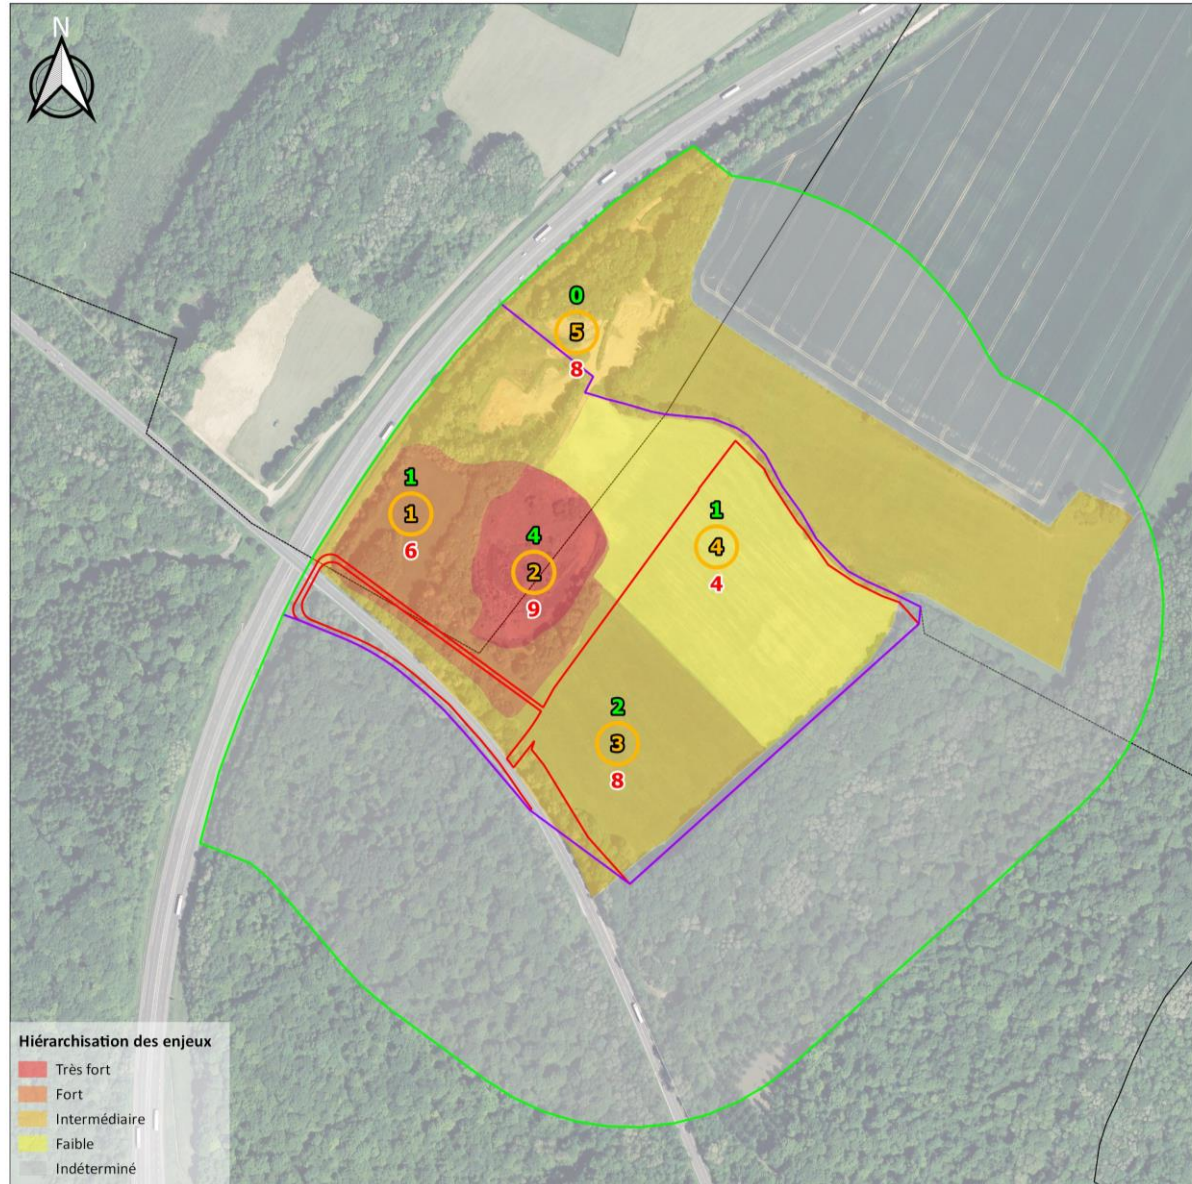 N
0
5
8
1
1
6
4
2
9
1
4
4
2
3
8
Hiérarchisation des enjeux
Très fort
Fort
Intermédiaire
Faible
Indéterminé